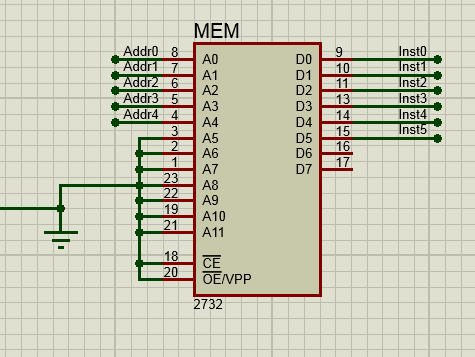 MEM
Addr0 8 A0 D0 9 Inst0
Addr1 7 A1 D1 10 Inst1
Addr2 6 A2 D2 11 Inst2
Addr3 5 A3 D3 13 Inst3
Addr4 4 A4 D4 14 Inst4
3 A5 D5 15 Inst5
2 A6 D6 16
1 A7 D7 17
23 A8
22 A9
19 A10
21 A11
18 CE
20 OE/VPP
2732